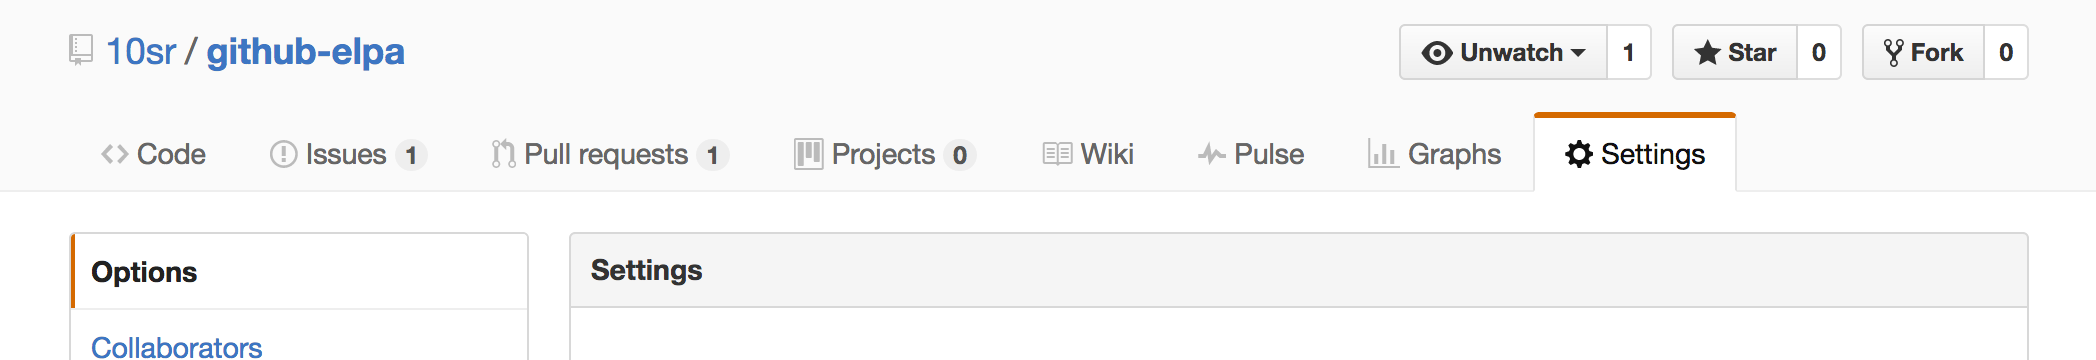 10sr / github-elpa Unwatch 1 Star 0 Fork 0
Code Issues 1 Pull requests 1 Projects 0 Wiki Pulse Graphs Settings
Options
Settings
Collaborators